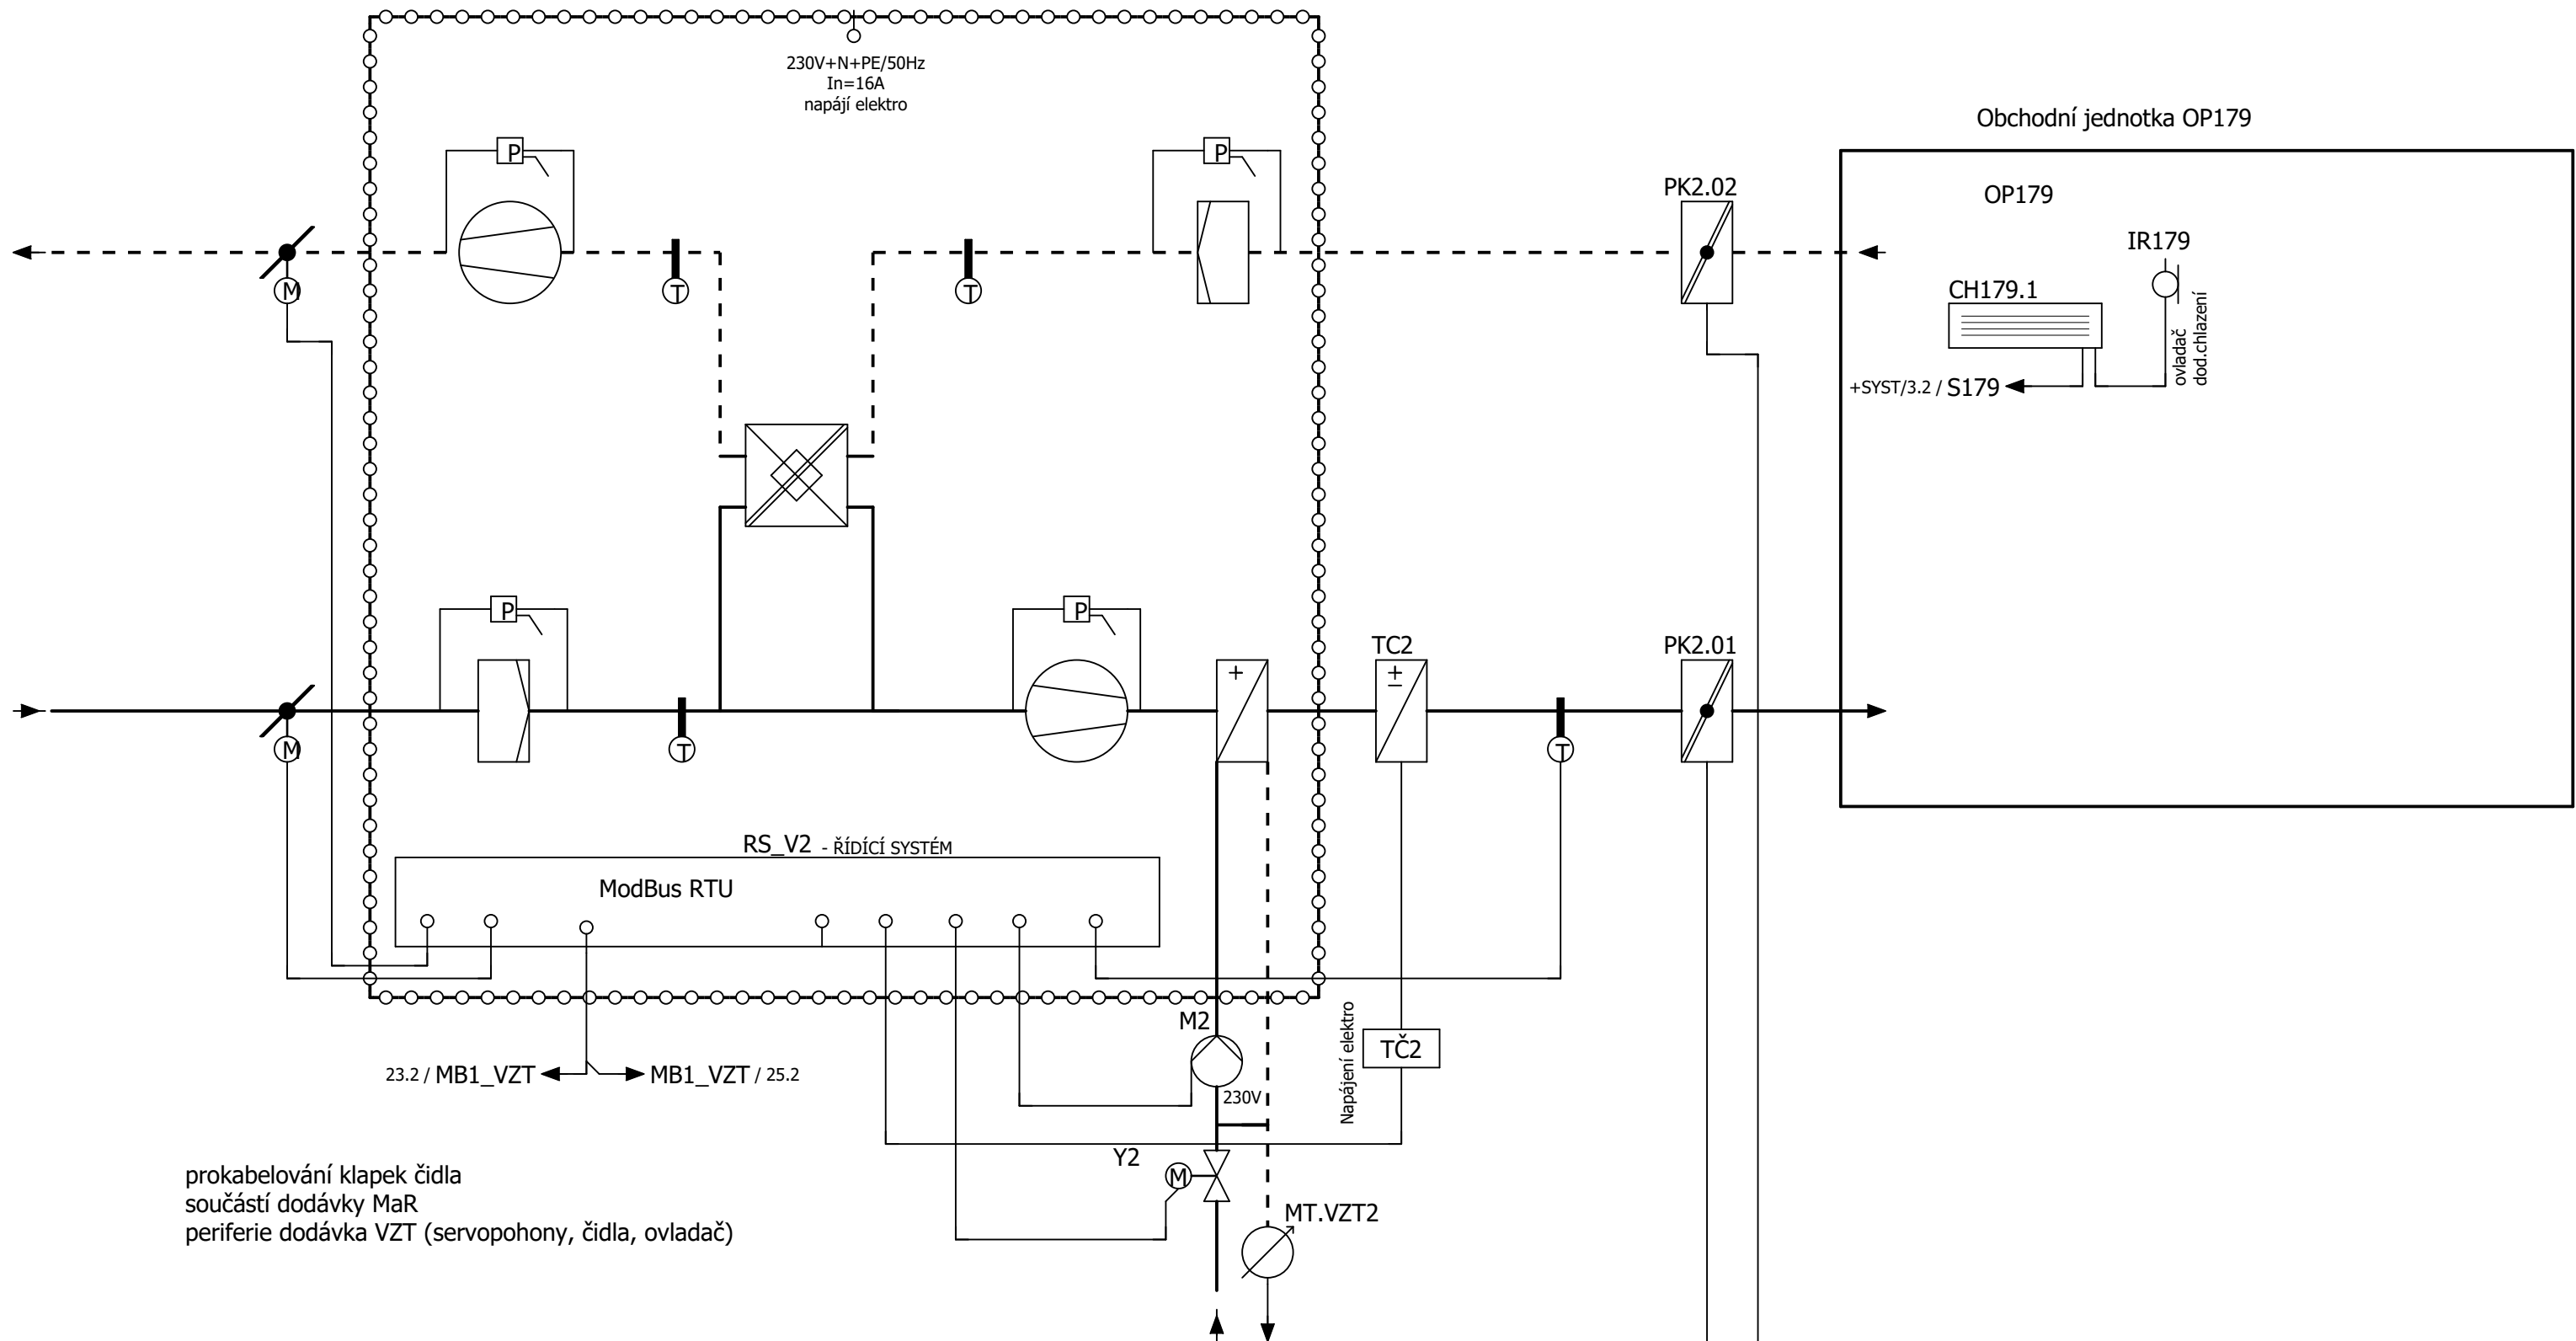 230V+N+PE/50Hz
In=16A
napájí elektro
Obchodní jednotka OP179
P
P
PK2.02
OP179
IR179
M
T
T
CH179.1
ovladač
dod.chlazení
+SYST/3.2 / S179
P
P
TC2
PK2.01
+
±
M
T
T
RS_V2 - ŘÍDÍCÍ SYSTÉM
ModBus RTU
M2
Napájení elektro
TČ2
23.2 / MB1_VZT
MB1_VZT / 25.2
230V
Y2
M
prokabelování klapek čidla
součástí dodávky MaR
periferie dodávka VZT (servopohony, čidla, ovladač)
MT.VZT2